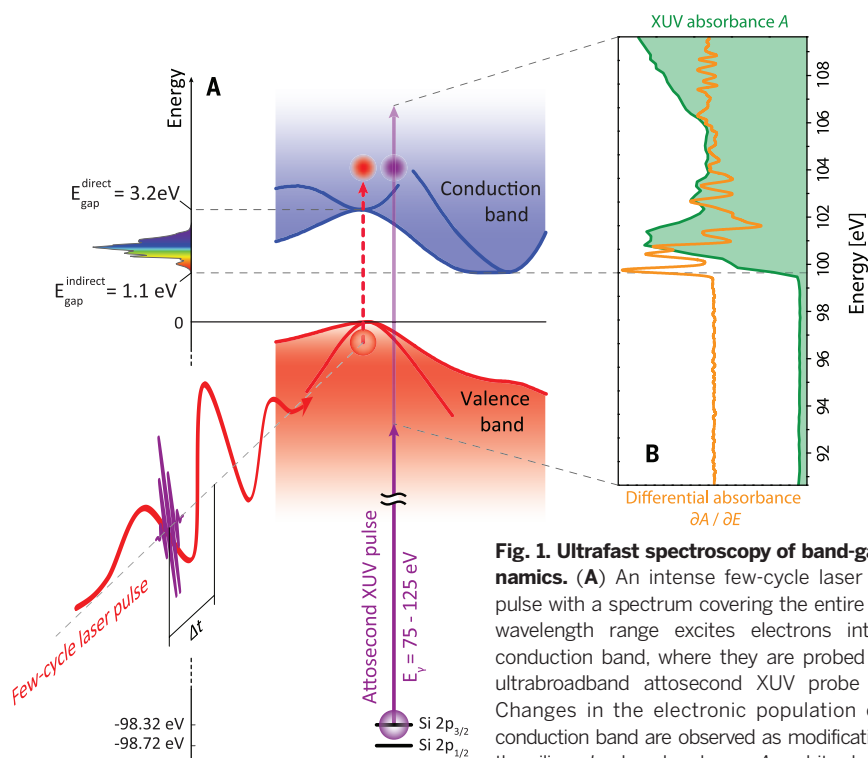 A
Energy
E direct gap = 3.2eV
E indirect gap = 1.1 eV
0
Conduction
band
Valence
band
Few-cycle laser pulse
Δt
Attosecond XUV pulse
Eγ = 75 - 125 eV
-98.32 eV
-98.72 eV
Si 2p3/2
Si 2p1/2
XUV absorbance A
108
106
104
102
100
98
96
94
92
Energy [eV]
B
Differential absorbance
∂A / ∂E
Fig. 1. Ultrafast spectroscopy of band-ga
namics. (A) An intense few-cycle laser
pulse with a spectrum covering the entire
wavelength range excites electrons int
conduction band, where they are probed
ultrabroadband attosecond XUV probe
Changes in the electronic population
conduction band are observed as modificati